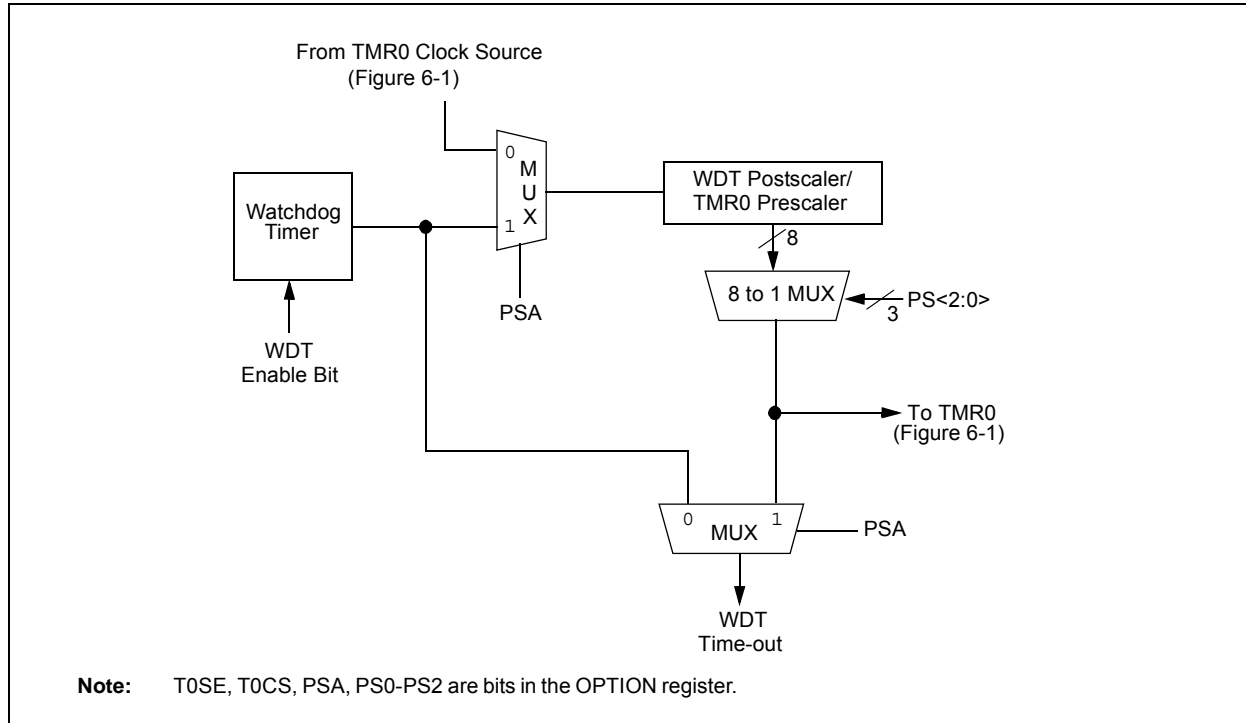 From TMR0 Clock Source
(Figure 6-1)
0
M
U
X
1
WDT Postscaler/
TMR0 Prescaler
Watchdog
Timer
8
8 to 1 MUX
PS<2:0>
3
PSA
WDT
Enable Bit
To TMR0
(Figure 6-1)
0
1
MUX
PSA
WDT
Time-out
Note: T0SE, T0CS, PSA, PS0-PS2 are bits in the OPTION register.